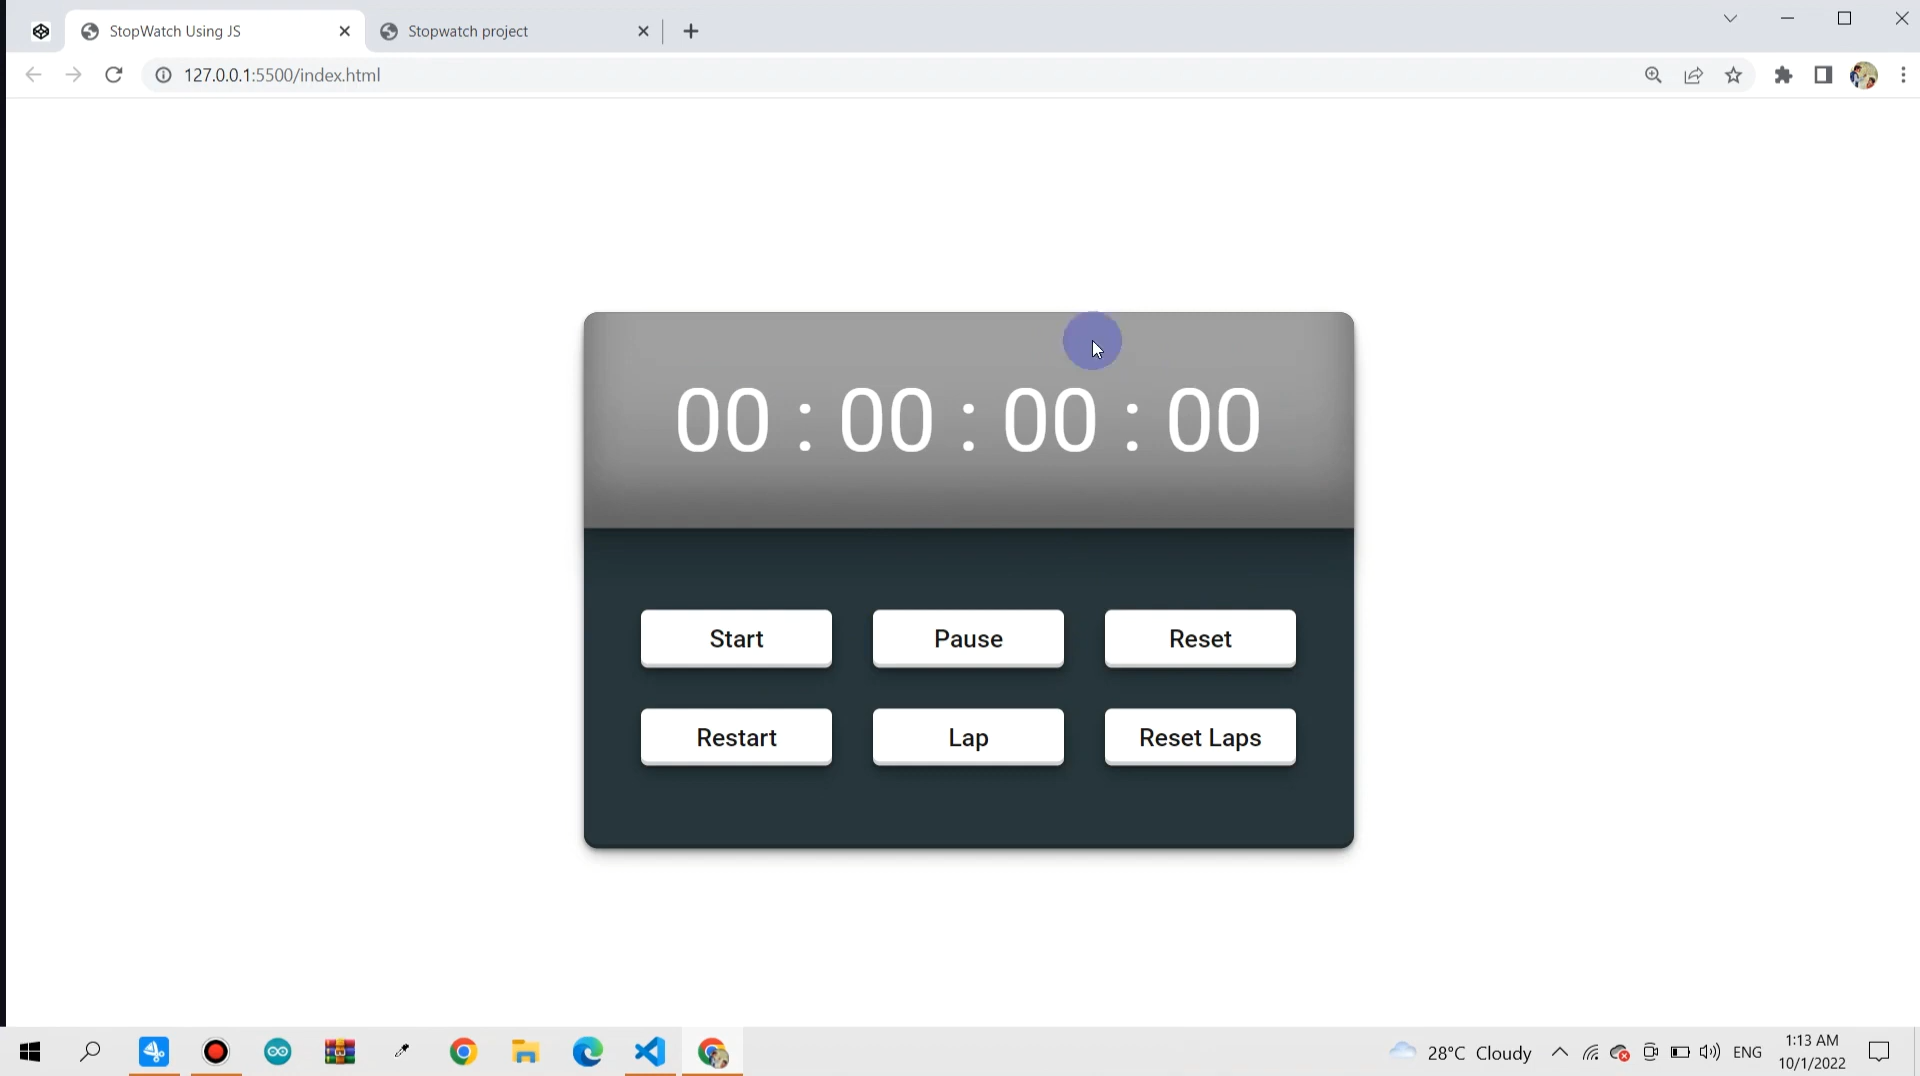 StopWatch Using JS
Stopwatch project
127.0.0.1:5500/index.html
00 : 00 : 00 : 00
Start
Pause
Reset
Restart
Lap
Reset Laps
28°C Cloudy
ENG
1:13 AM
10/1/2022